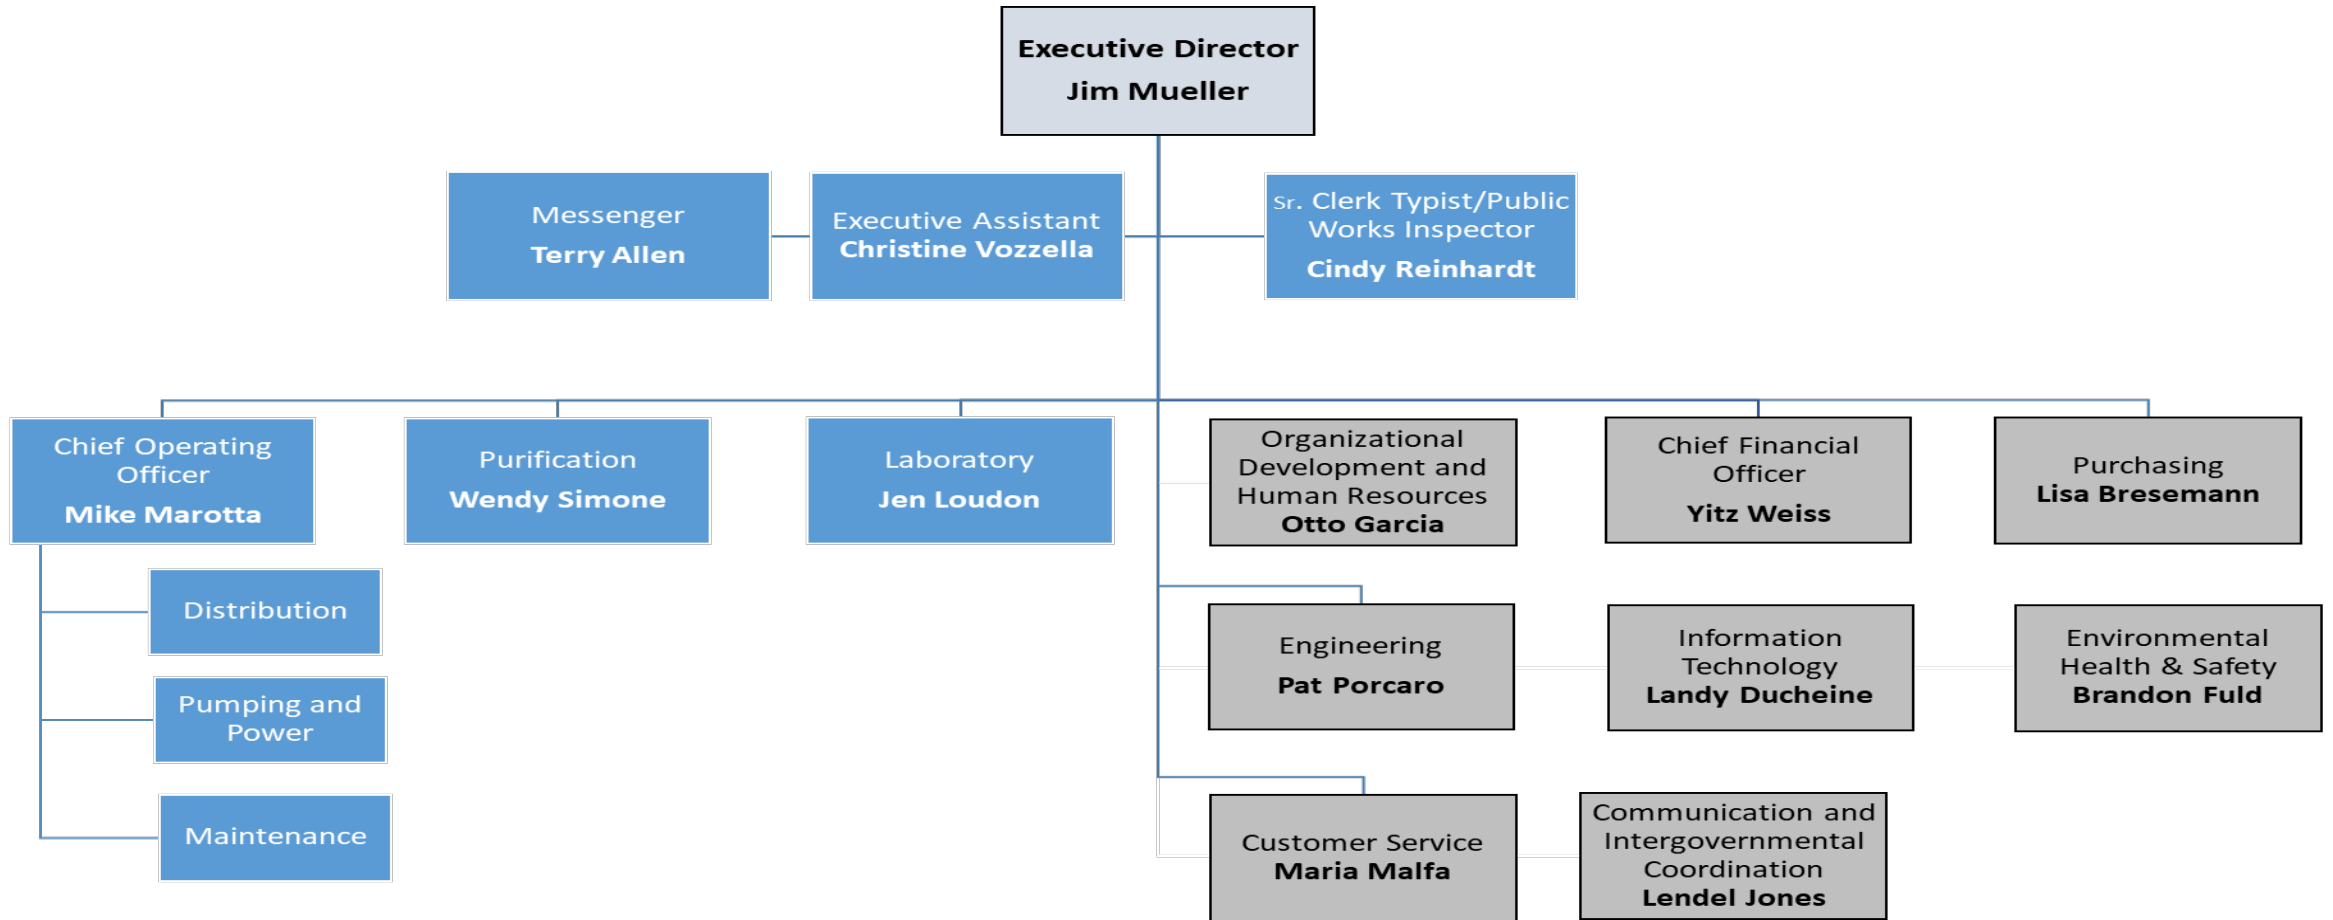 Executive Director
Jim Mueller
Messenger
Terry Allen
Executive Assistant
Christine Vozzella
Sr. Clerk Typist/Public
Works Inspector
Cindy Reinhardt
Chief Operating
Officer
Mike Marotta
Purification
Wendy Simone
Laboratory
Jen Loudon
Organizational
Development and
Human Resources
Otto Garcia
Chief Financial
Officer
Yitz Weiss
Purchasing
Lisa Bresemann
Distribution
Pumping and
Power
Maintenance
Engineering
Pat Porcaro
Information
Technology
Landy Ducheine
Environmental
Health & Safety
Brandon Fuld
Customer Service
Maria Malfa
Communication and
Intergovernmental
Coordination
Lendel Jones